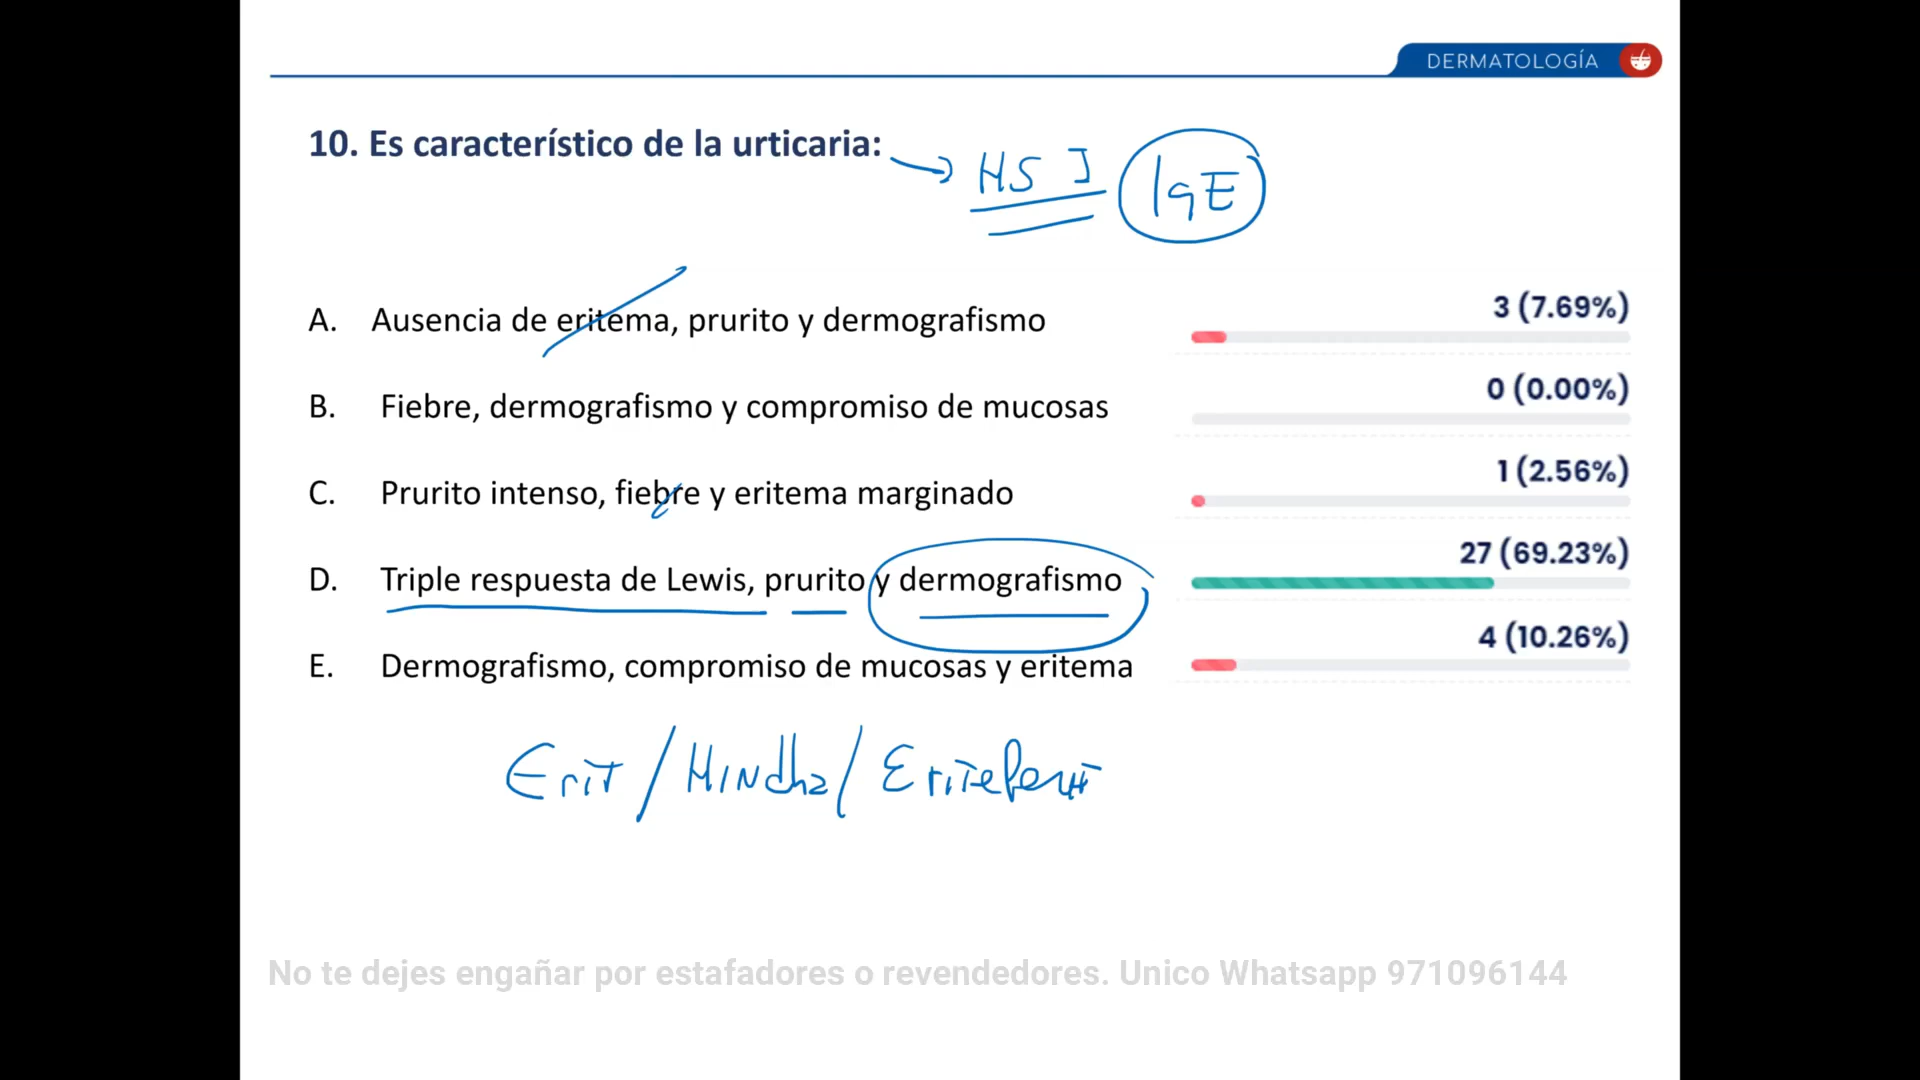 DERMATOLOGÍA
10. Es característico de la urticaria:
HS I IgE
A. Ausencia de eritema, prurito y dermografismo
3 (7.69%)
B. Fiebre, dermografismo y compromiso de mucosas
0 (0.00%)
C. Prurito intenso, fiebre y eritema marginado
1 (2.56%)
D. Triple respuesta de Lewis, prurito y dermografismo
27 (69.23%)
E. Dermografismo, compromiso de mucosas y eritema
4 (10.26%)
Erit / Hindhz /
No te dejes engañar por estafadores o revendedores. Unico Whatsapp 971096144